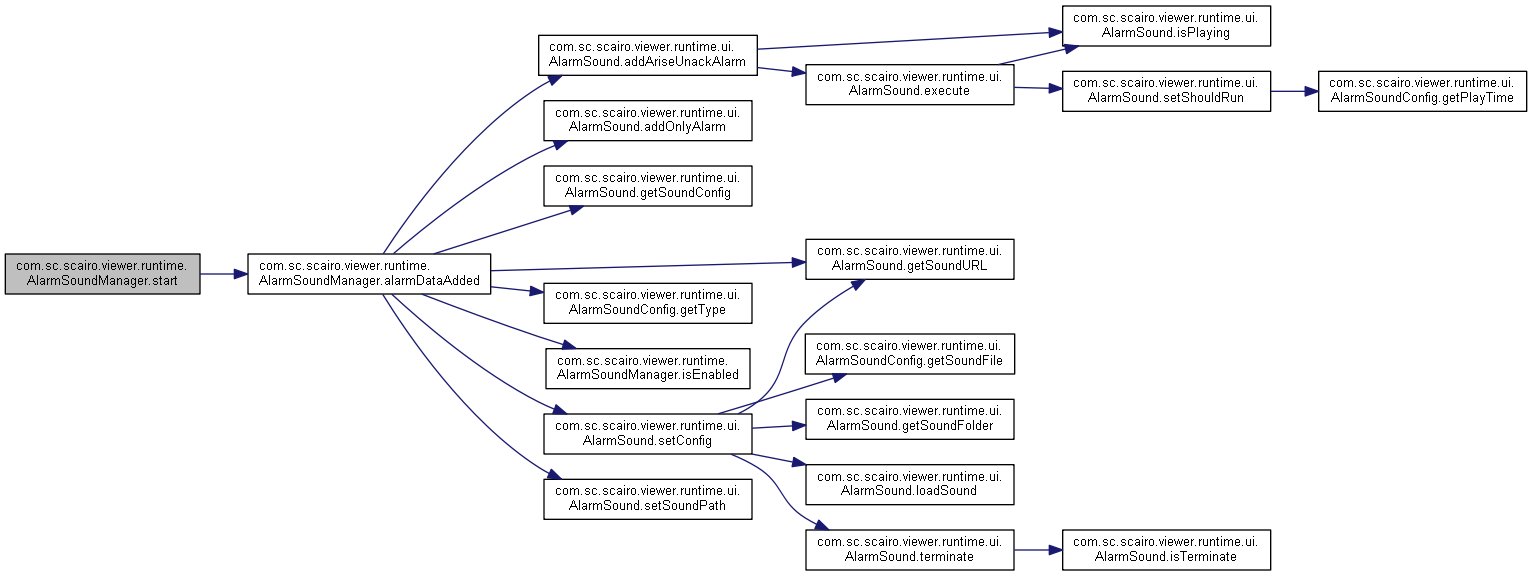 com.sc.scairo.viewer.runtime.
AlarmSoundManager.start
com.sc.scairo.viewer.runtime.
AlarmSoundManager.alarmDataAdded
com.sc.scairo.viewer.runtime.ui.
AlarmSound.addAriseUnackAlarm
com.sc.scairo.viewer.runtime.ui.
AlarmSound.addOnlyAlarm
com.sc.scairo.viewer.runtime.ui.
AlarmSound.getSoundConfig
com.sc.scairo.viewer.runtime.ui.
AlarmSoundConfig.getType
com.sc.scairo.viewer.runtime.
AlarmSoundManager.isEnabled
com.sc.scairo.viewer.runtime.ui.
AlarmSound.setConfig
com.sc.scairo.viewer.runtime.ui.
AlarmSound.setSoundPath
com.sc.scairo.viewer.runtime.ui.
AlarmSound.execute
com.sc.scairo.viewer.runtime.ui.
AlarmSound.getSoundURL
com.sc.scairo.viewer.runtime.ui.
AlarmSoundConfig.getSoundFile
com.sc.scairo.viewer.runtime.ui.
AlarmSound.getSoundFolder
com.sc.scairo.viewer.runtime.ui.
AlarmSound.loadSound
com.sc.scairo.viewer.runtime.ui.
AlarmSound.terminate
com.sc.scairo.viewer.runtime.ui.
AlarmSound.isPlaying
com.sc.scairo.viewer.runtime.ui.
AlarmSound.setShouldRun
com.sc.scairo.viewer.runtime.ui.
AlarmSound.isTerminate
com.sc.scairo.viewer.runtime.ui.
AlarmSoundConfig.getPlayTime